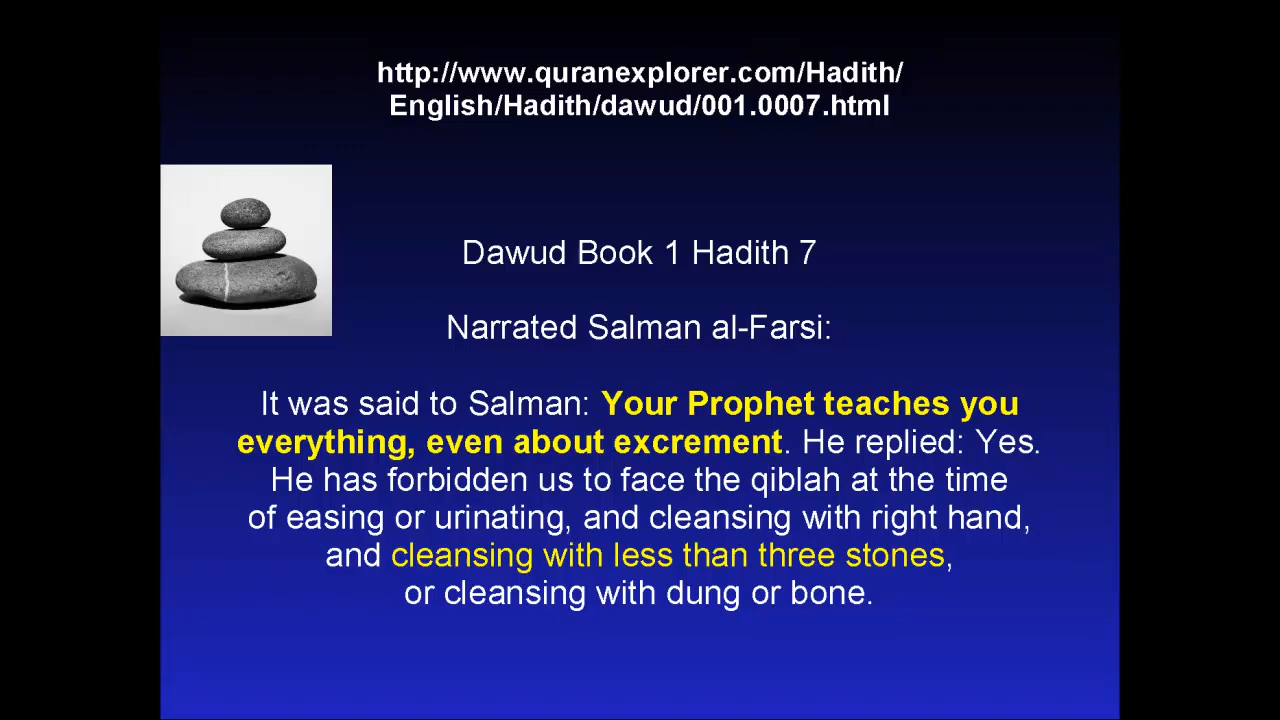 http://www.quranexplorer.com/Hadith/
English/Hadith/dawud/001.0007.html
Dawud Book 1 Hadith 7
Narrated Salman al-Farsi:
It was said to Salman: Your Prophet teaches you
everything, even about excrement. He replied: Yes.
He has forbidden us to face the qiblah at the time
of easing or urinating, and cleansing with right hand,
and cleansing with less than three stones,
or cleansing with dung or bone.